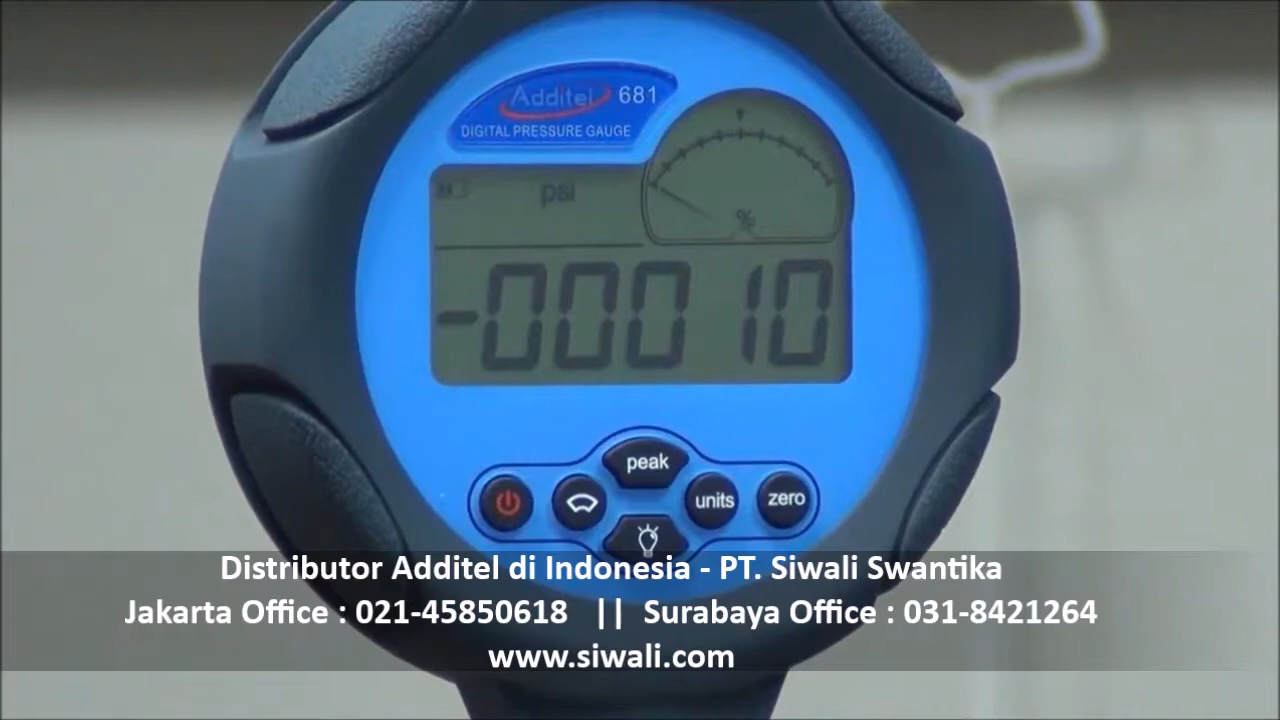 Additel 681
DIGITAL PRESSURE GAUGE
psi
%
-00010
peak
units
zero
Distributor Additel di Indonesia - PT. Siwali Swantika
Jakarta Office : 021-45850618 || Surabaya Office : 031-8421264
www.siwali.com